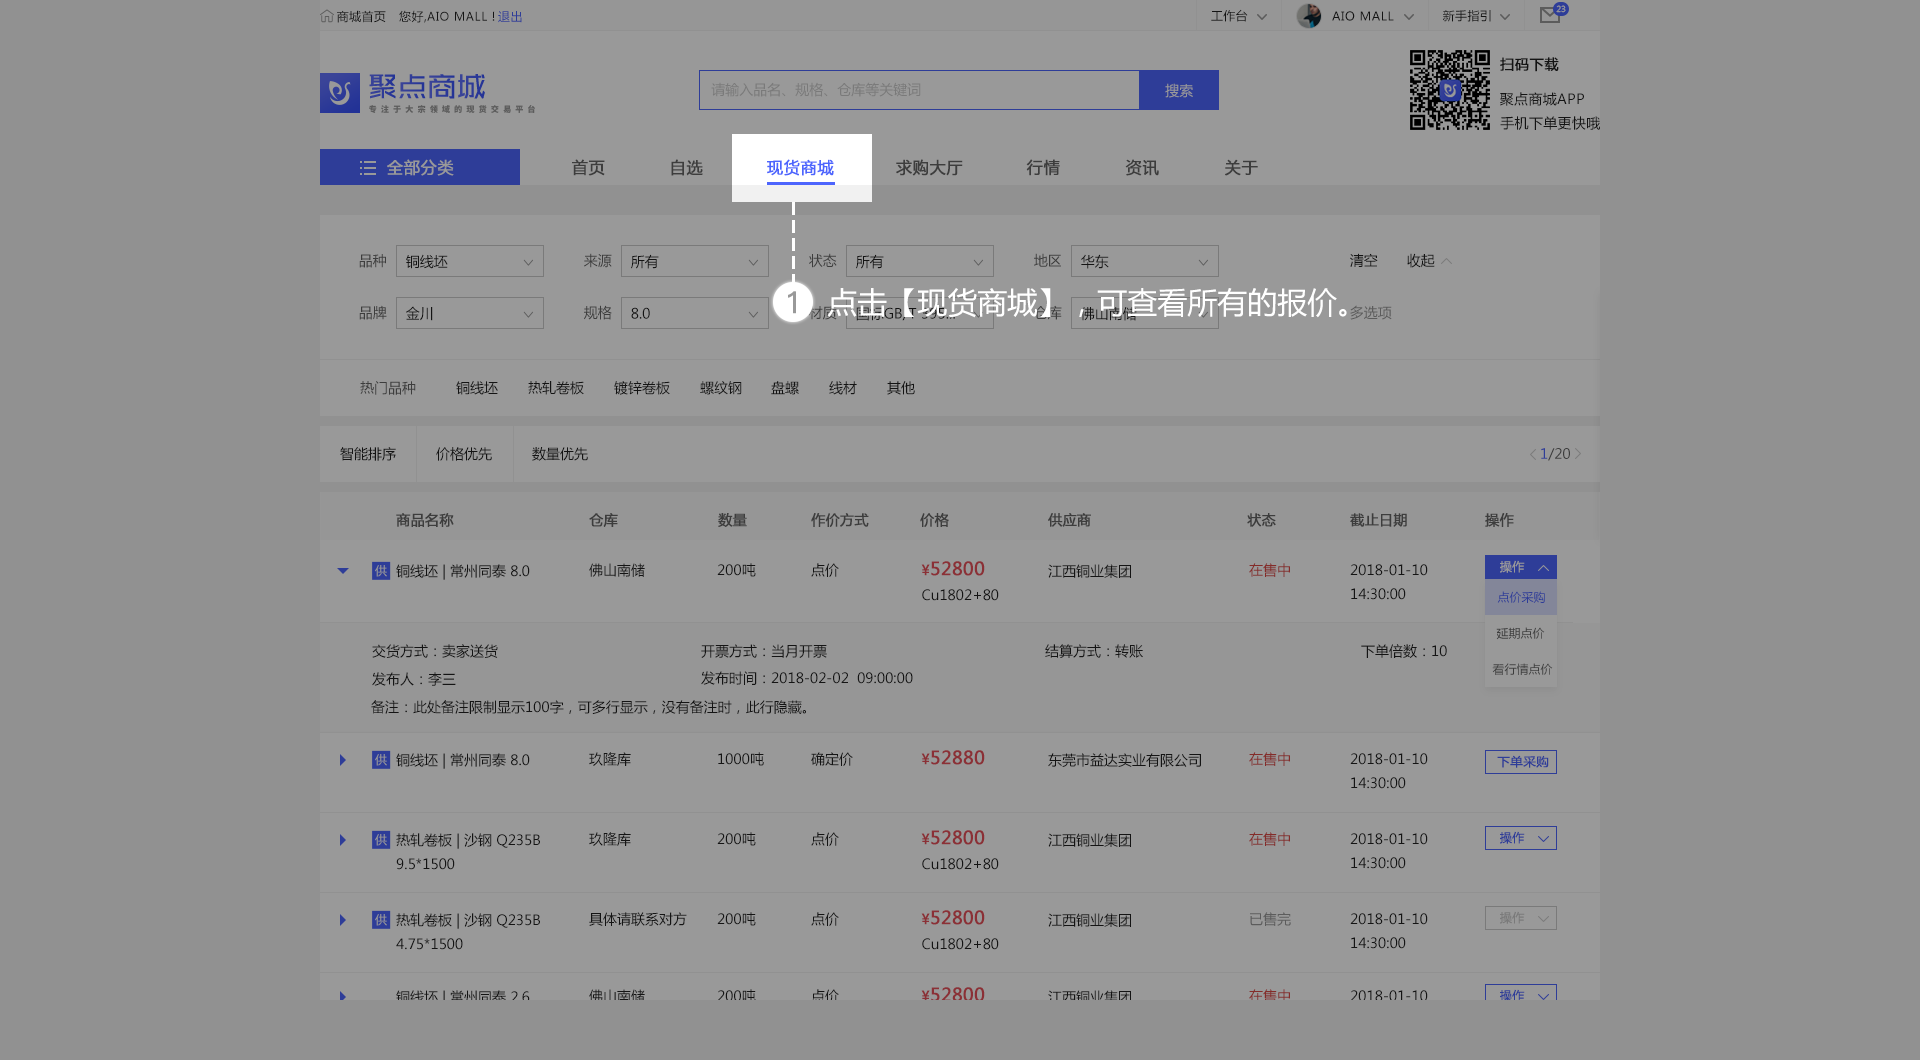 商城首页 您好,AIO MALL ! 退出 工作台 AIO MALL 新手指引 23
聚点商城
专注于大宗领域的现货交易平台
请输入品名、规格、仓库等关键词 搜索
扫码下载
聚点商城APP
手机下单更快哦
全部分类 首页 自选 现货商城 求购大厅 行情 资讯 关于
品种 铜线坯 来源 所有 状态 所有 地区 华东 清空 收起
1 点击【现货商城】，可查看所有的报价。
品牌 金川 规格 8.0 材质 仓库 佛山南储 多选项
热门品种 铜线坯 热轧卷板 镀锌卷板 螺纹钢 盘螺 线材 其他
智能排序 价格优先 数量优先 1/20
商品名称 仓库 数量 作价方式 价格 供应商 状态 截止日期 操作
供 铜线坯 | 常州同泰 8.0 佛山南储 200吨 点价 ¥52800 江西铜业集团 在售中 2018-01-10 操作
Cu1802+80 14:30:00 点价采购
延期点价
交货方式：卖家送货 开票方式：当月开票 结算方式：转账 下单倍数：10
看行情点价
发布人：李三 发布时间：2018-02-02 09:00:00
备注：此处备注限制显示100字，可多行显示，没有备注时，此行隐藏。
供 铜线坯 | 常州同泰 8.0 玖隆库 1000吨 确定价 ¥52880 东莞市益达实业有限公司 在售中 2018-01-10 下单采购
14:30:00
供 热轧卷板 | 沙钢 Q235B 玖隆库 200吨 点价 ¥52800 江西铜业集团 在售中 2018-01-10 操作
9.5*1500 Cu1802+80 14:30:00
供 热轧卷板 | 沙钢 Q235B 具体请联系对方 200吨 点价 ¥52800 江西铜业集团 已售完 2018-01-10 操作
4.75*1500 Cu1802+80 14:30:00
铜线坯 | 常州同泰 2.6 佛山南储 200吨 点价 ¥52800 江西铜业集团 在售中 2018-01-10 操作